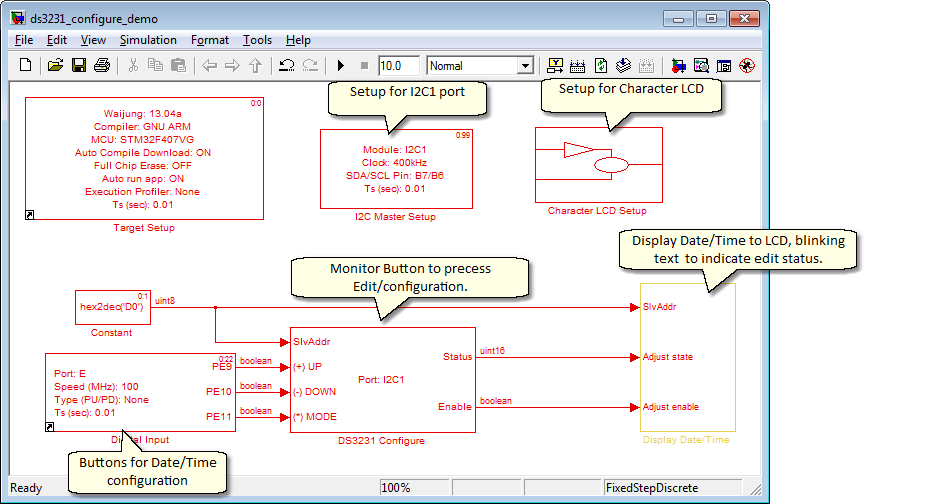 ds3231_configure_demo
File Edit View Simulation Format Tools Help
10.0 Normal
Setup for I2C1 port
Setup for Character LCD
0:0
Waijung: 13.04a
Compiler: GNU ARM
MCU: STM32F407VG
Auto Compile Download: ON
Full Chip Erase: OFF
Auto run app: ON
Execution Profiler: None
Ts (sec): 0.01
Target Setup
0:99
Module: I2C1
Clock: 400kHz
SDA/SCL Pin: B7/B6
Ts (sec): 0.01
I2C Master Setup
Character LCD Setup
Display Date/Time to LCD, blinking
text to indicate edit status.
Monitor Button to precess
Edit/configuration.
0:1
hex2dec('D0')
uint8
Constant
0:22
Port: E
Speed (MHz): 100
Type (PU/PD): None
Ts (sec): 0.01
PE9
PE10
PE11
boolean
boolean
boolean
Digital Input
Buttons for Date/Time
configuration
SlvAddr
(+) UP
(-) DOWN
(*) MODE
Port: I2C1
Status
Enable
DS3231 Configure
uint16
boolean
SlvAddr
Adjust state
Adjust enable
Display Date/Time
Ready 100% FixedStepDiscrete